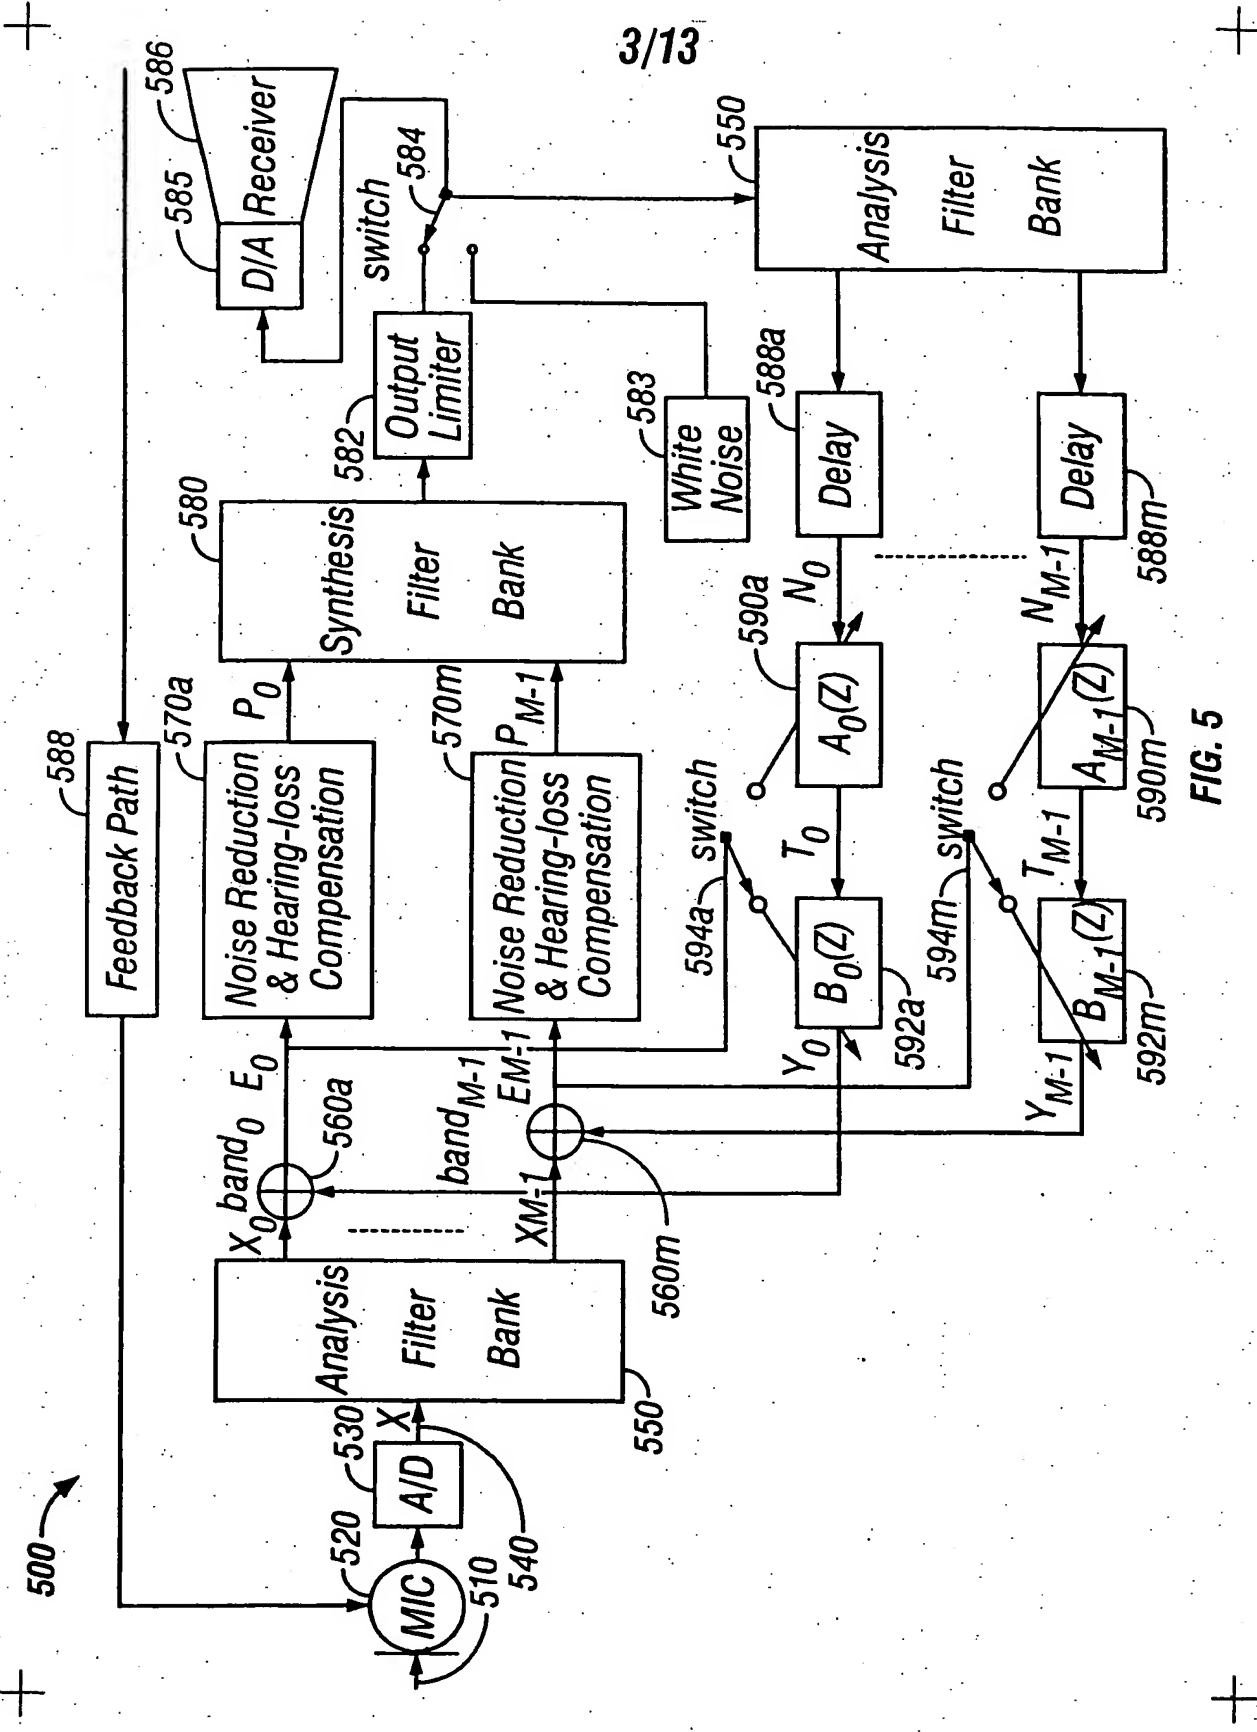 3/13
500
510
MIC
520
A/D
530
X
540
Analysis
Filter
Bank
550
X0
XM-1
band0
560a
bandM-1
560m
E0
EM-1
Feedback Path
588
Noise Reduction
& Hearing-loss
Compensation
570a
Noise Reduction
& Hearing-loss
Compensation
570m
P0
PM-1
Synthesis
Filter
Bank
580
Output
Limiter
582
White
Noise
583
switch
584
D/A
585
Receiver
586
Analysis
Filter
Bank
550
Delay
588a
Delay
588m
N0
NM-1
A0(Z)
590a
AM-1(Z)
590m
T0
TM-1
switch
594a
switch
594m
B0(Z)
592a
BM-1(Z)
592m
Y0
YM-1
FIG. 5